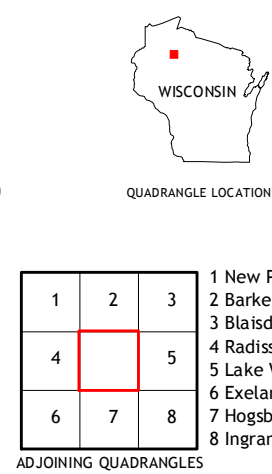 WISCONSIN
QUADRANGLE LOCATION
1 2 3
4 5
6 7 8
1 New
2 Barke
3 Blaisd
4 Radiss
5 Lake
6 Exelar
7 Hogsb
8 Ingran
ADJOINING QUADRANGLES